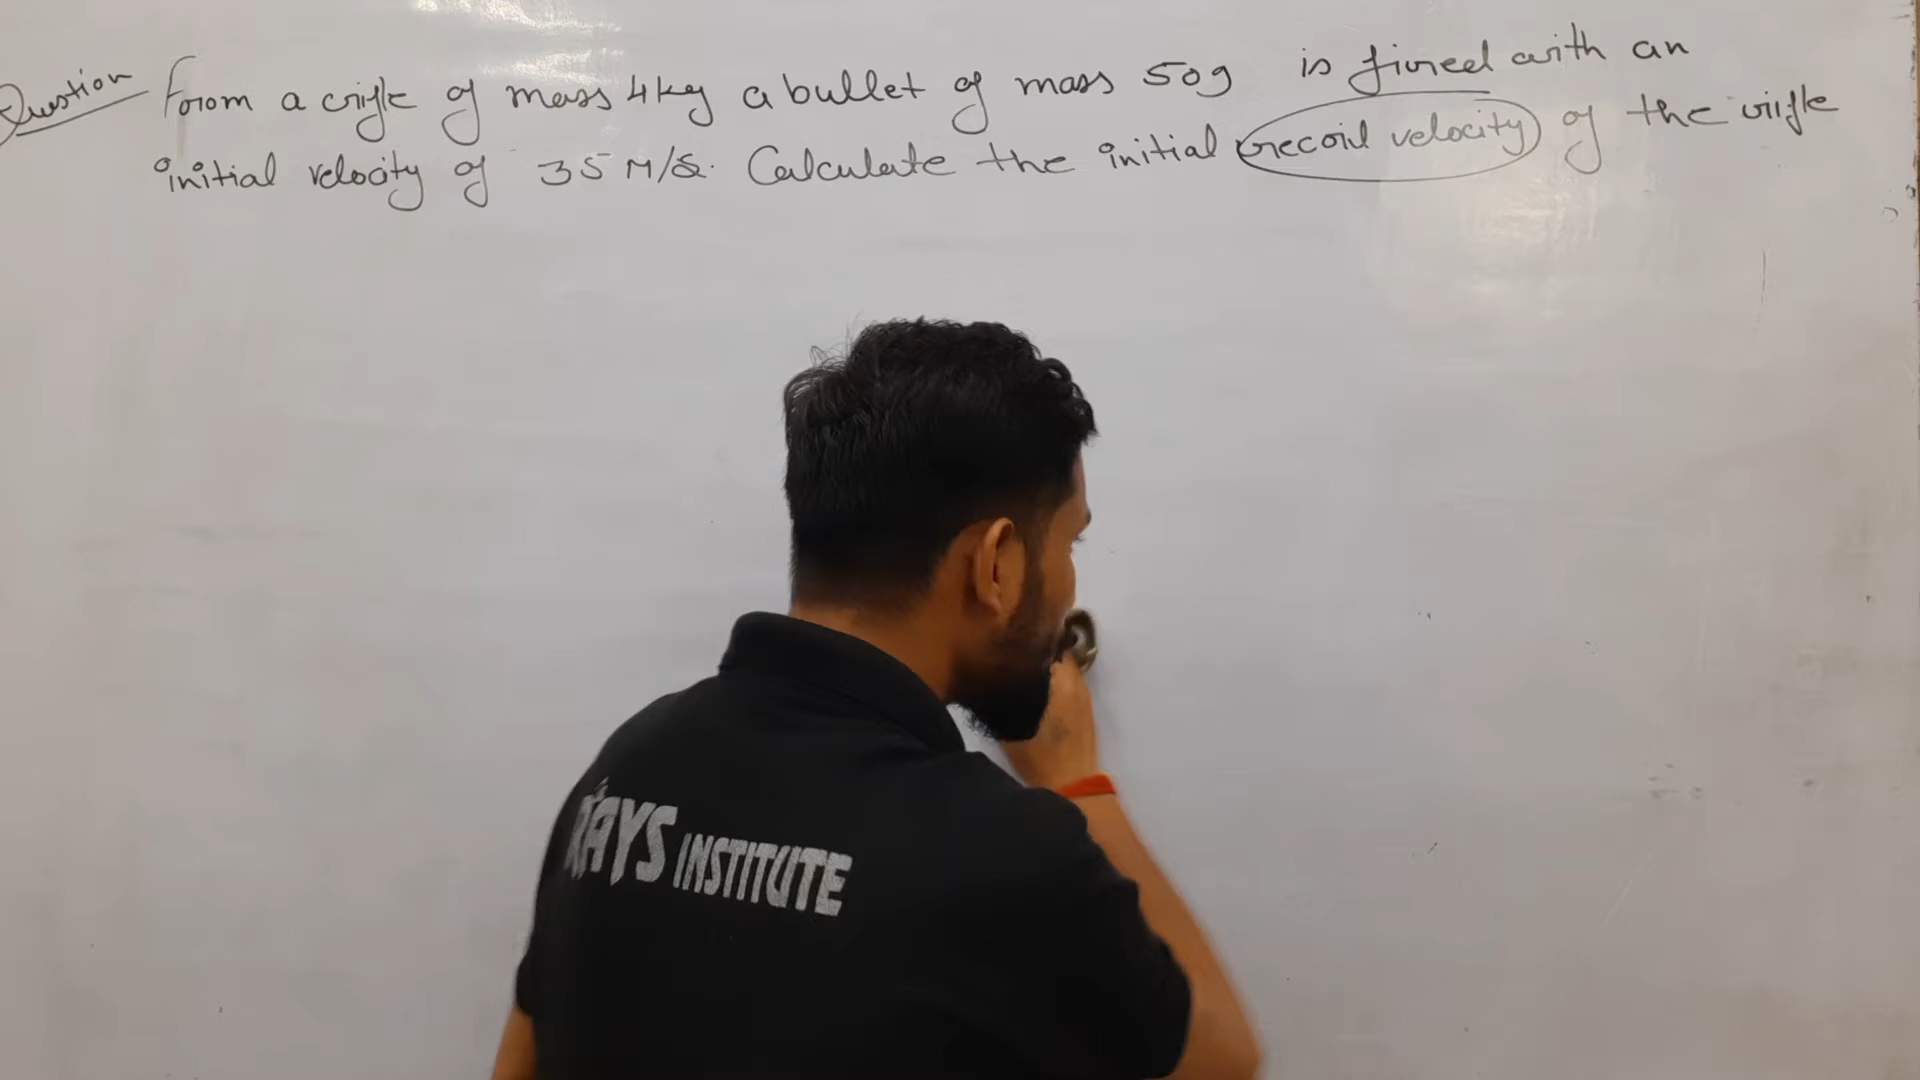 Question From a rifle of mass 4kg a bullet of mass 50g is fired with an
initial velocity of 35 M/s. Calculate the initial recoil velocity of the rifle
RAYS INSTITUTE